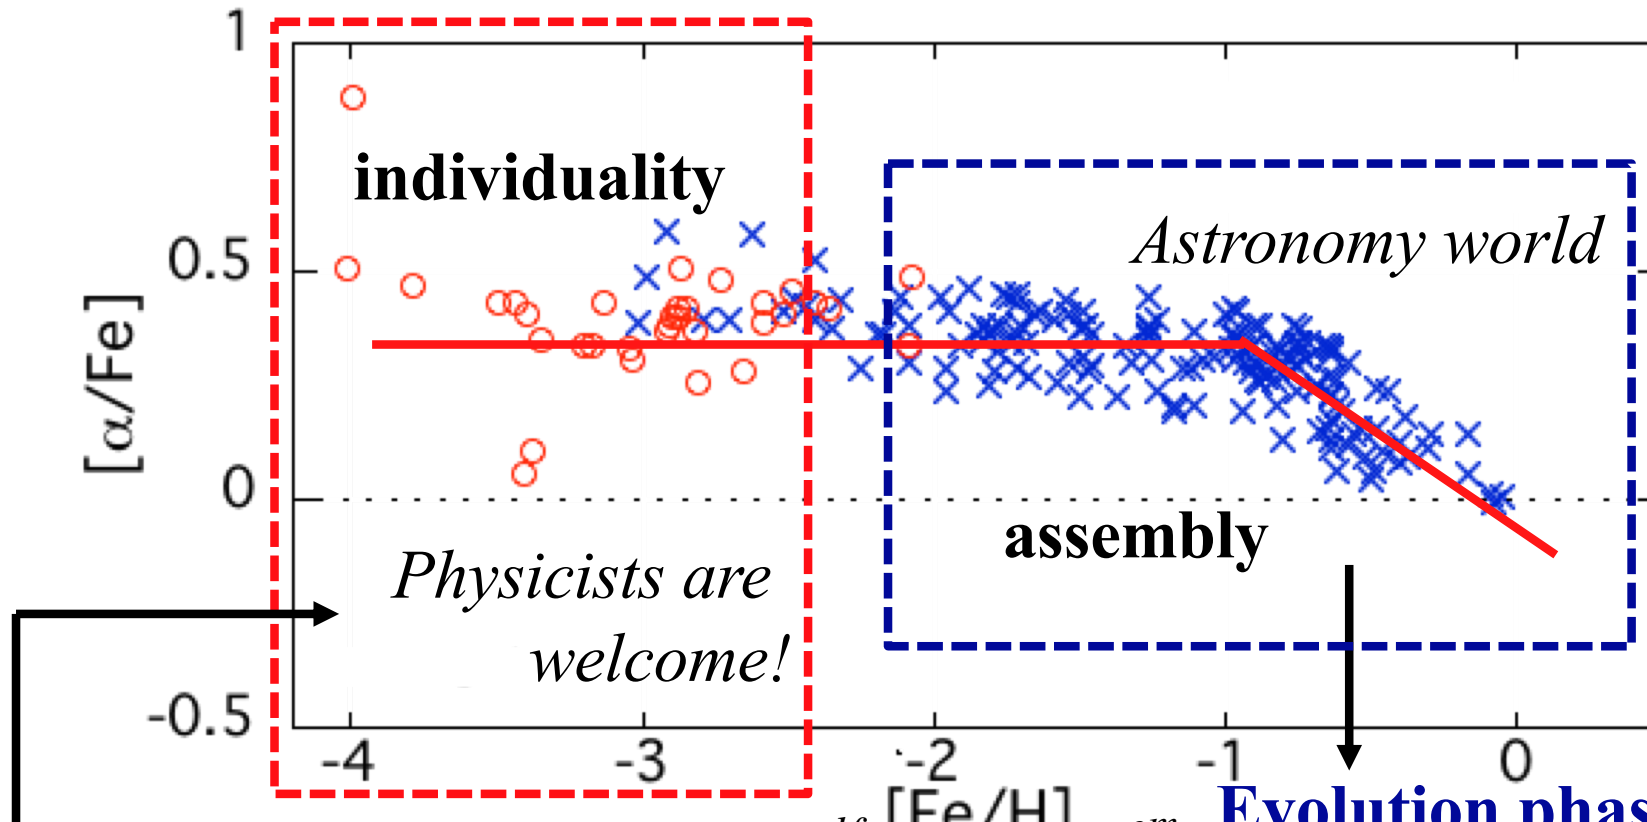 1
individuality
Astronomy world
0.5
[α/Fe]
0
assembly
Physicists are
welcome!
-0.5
-4 -3 -2 -1 0
[Fe/H]
Evolution